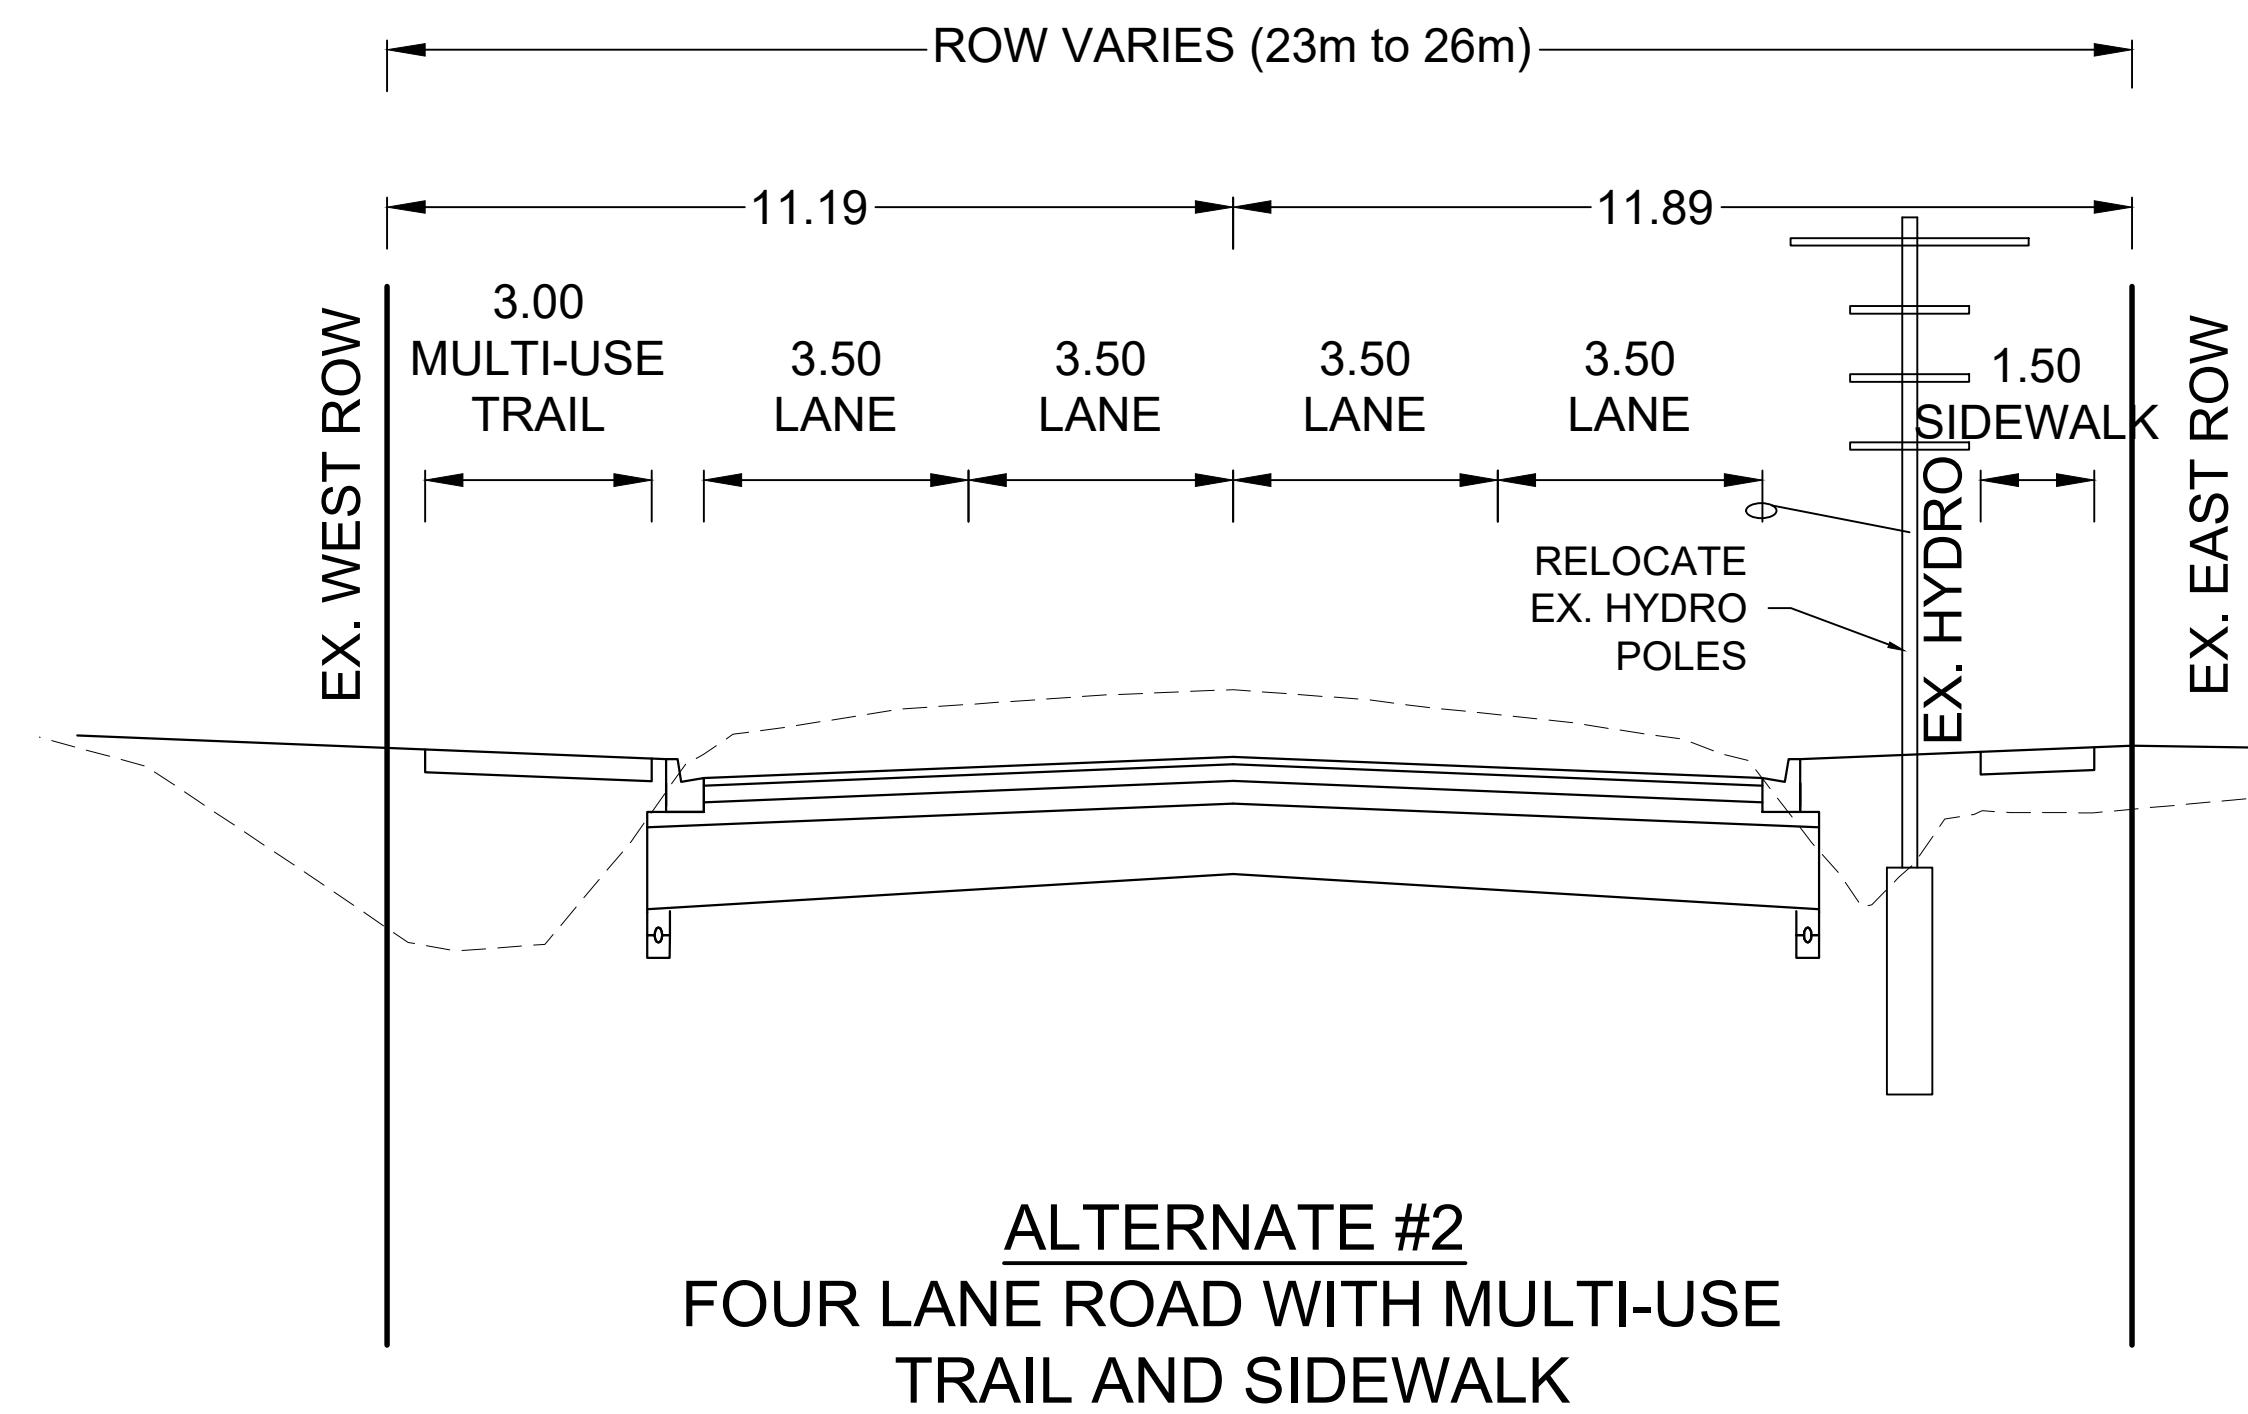 ROW VARIES (23m to 26m)
11.19
11.89
EX. WEST ROW
3.00
MULTI-USE
TRAIL
3.50
LANE
3.50
LANE
3.50
LANE
3.50
LANE
1.50
SIDEWALK
EX. EAST ROW
EX. HYDRO
RELOCATE
EX. HYDRO
POLES
ALTERNATE #2
FOUR LANE ROAD WITH MULTI-USE
TRAIL AND SIDEWALK